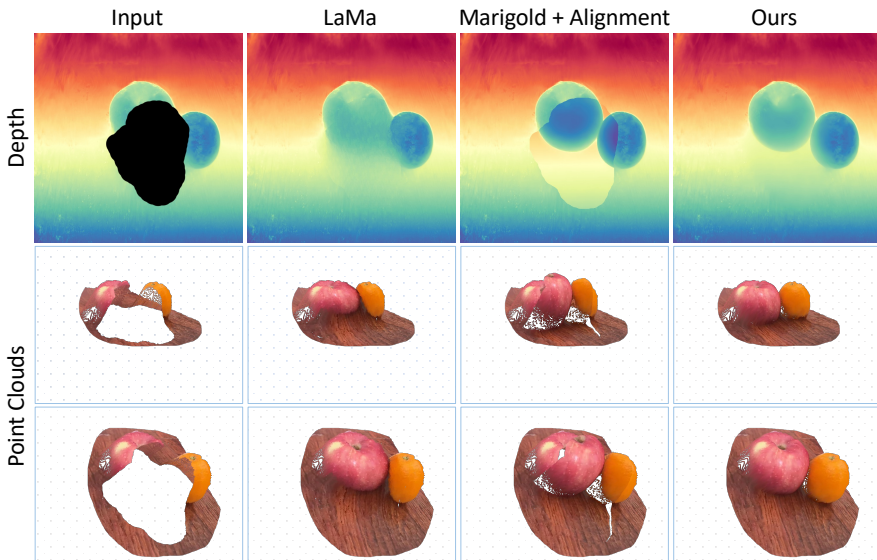 Input
LaMa
Marigold + Alignment
Ours
Depth
Point Clouds